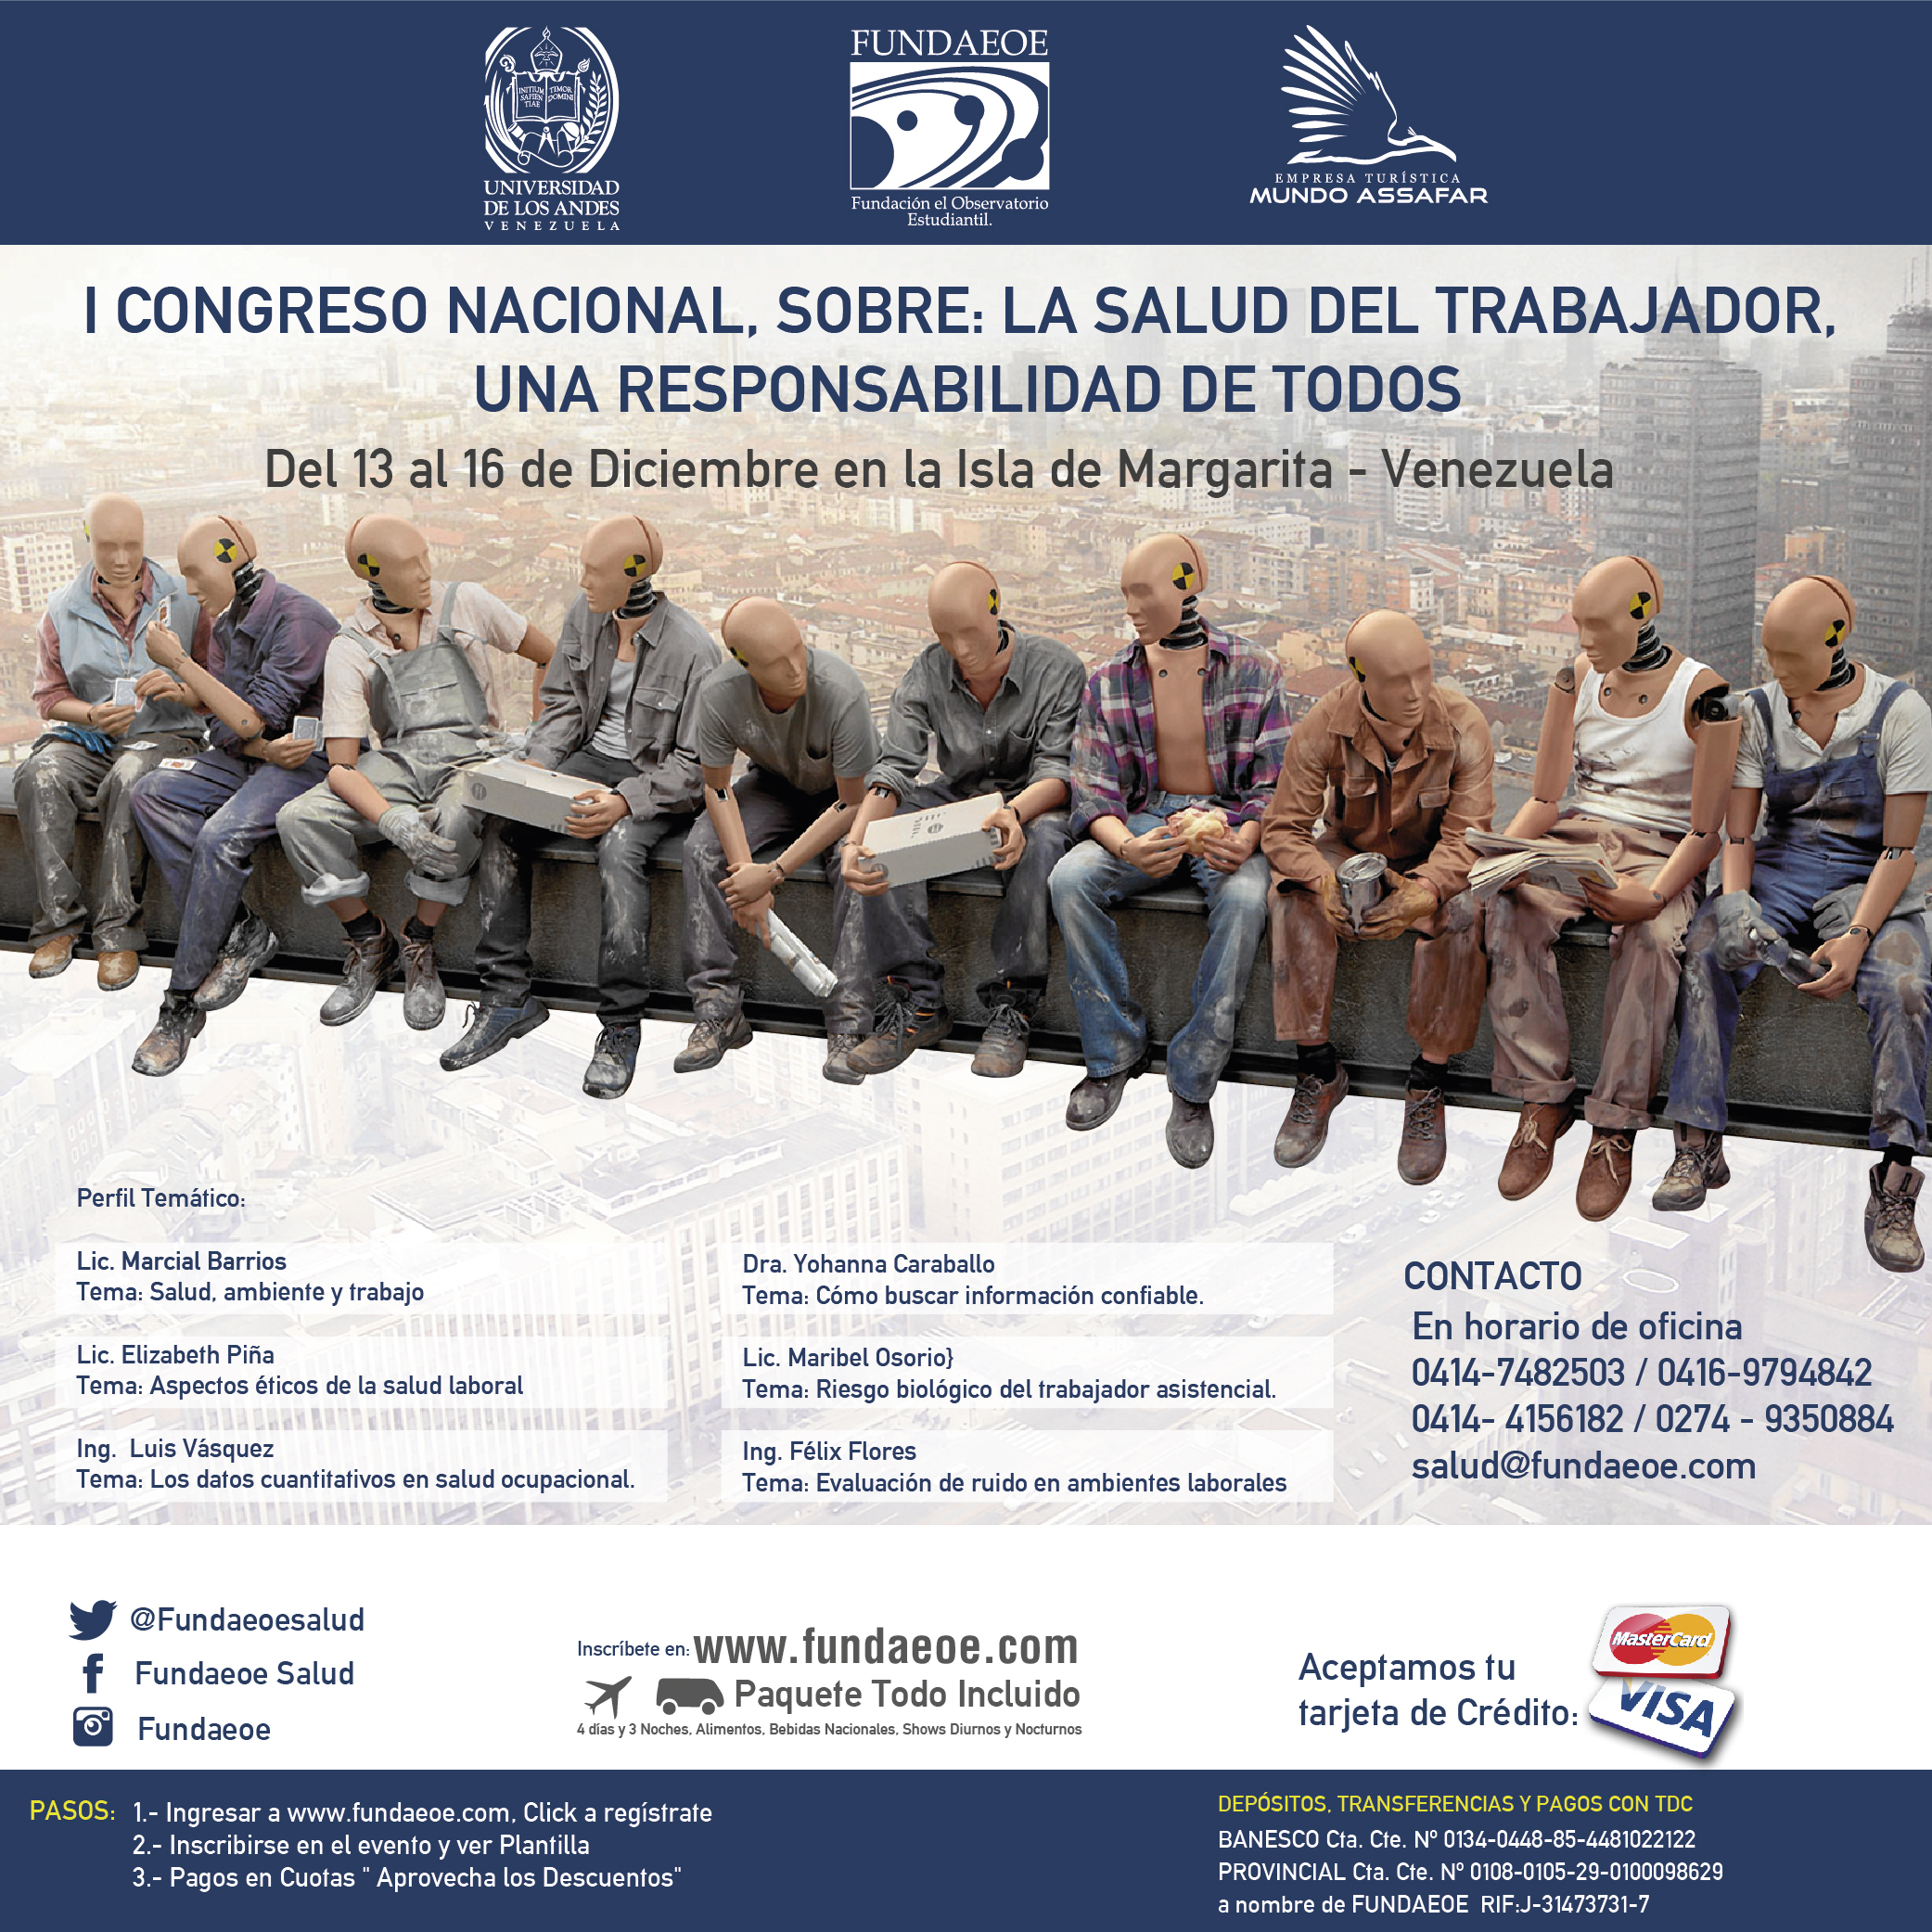 INITIUM SAPIEN TIAE
TIMOR DOMINI
UNIVERSIDAD
DE LOS ANDES
VENEZUELA
FUNDAEOE
Fundación el Observatorio
Estudiantil.
EMPRESA TURÍSTICA
MUNDO ASSAFAR
I CONGRESO NACIONAL, SOBRE: LA SALUD DEL TRABAJADOR,
UNA RESPONSABILIDAD DE TODOS
Del 13 al 16 de Diciembre en la Isla de Margarita - Venezuela
Perfil Temático:
Lic. Marcial Barrios
Tema: Salud, ambiente y trabajo
Lic. Elizabeth Piña
Tema: Aspectos éticos de la salud laboral
Ing. Luis Vásquez
Tema: Los datos cuantitativos en salud ocupacional.
Dra. Yohanna Caraballo
Tema: Cómo buscar información confiable.
Lic. Maribel Osorio}
Tema: Riesgo biológico del trabajador asistencial.
Ing. Félix Flores
Tema: Evaluación de ruido en ambientes laborales
CONTACTO
En horario de oficina
0414-7482503 / 0416-9794842
0414- 4156182 / 0274 - 9350884
salud@fundaeoe.com
@Fundaeoesalud
Fundaeoe Salud
Fundaeoe
Inscríbete en: www.fundaeoe.com
Paquete Todo Incluido
4 días y 3 Noches, Alimentos, Bebidas Nacionales, Shows Diurnos y Nocturnos
Aceptamos tu
tarjeta de Crédito:
MasterCard
VISA
PASOS: 1.- Ingresar a www.fundaeoe.com, Click a regístrate
2.- Inscribirse en el evento y ver Plantilla
3.- Pagos en Cuotas " Aprovecha los Descuentos"
DEPÓSITOS, TRANSFERENCIAS Y PAGOS CON TDC
BANESCO Cta. Cte. Nº 0134-0448-85-4481022122
PROVINCIAL Cta. Cte. Nº 0108-0105-29-0100098629
a nombre de FUNDAEOE RIF:J-31473731-7